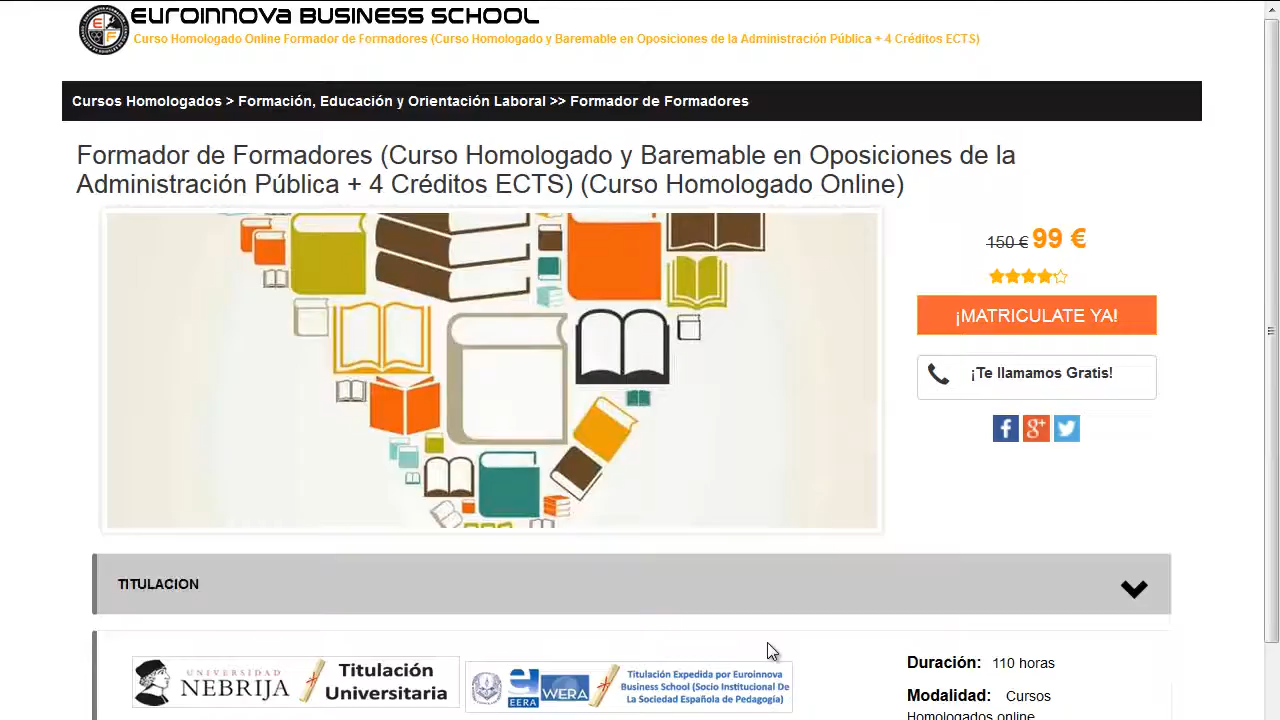 EUROINNOVA BUSINESS SCHOOL
Curso Homologado Online Formador de Formadores (Curso Homologado y Baremable en Oposiciones de la Administración Pública + 4 Créditos ECTS)
Cursos Homologados > Formación, Educación y Orientación Laboral >> Formador de Formadores
Formador de Formadores (Curso Homologado y Baremable en Oposiciones de la
Administración Pública + 4 Créditos ECTS) (Curso Homologado Online)
150 € 99 €
¡MATRICULATE YA!
¡Te llamamos Gratis!
TITULACION
UNIVERSIDAD
NEBRIJA
Titulación
Universitaria
EERA
WERA
Titulación Expedida por Euroinnova
Business School (Socio Institucional De
La Sociedad Española de Pedagogía)
Duración: 110 horas
Modalidad: Cursos
Homologados online